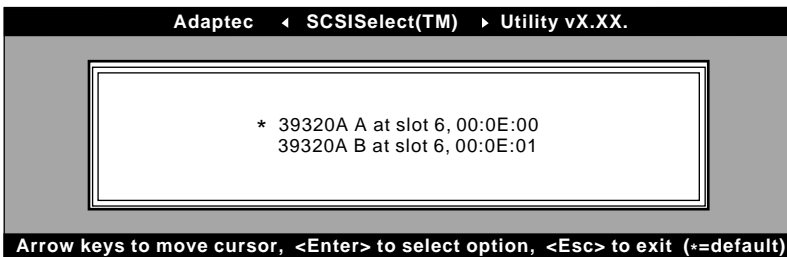 Adaptec ◂ SCSISelect(TM) ▸ Utility vX.XX.
* 39320A A at slot 6, 00:0E:00
39320A B at slot 6, 00:0E:01
Arrow keys to move cursor, <Enter> to select option, <Esc> to exit (*=default)